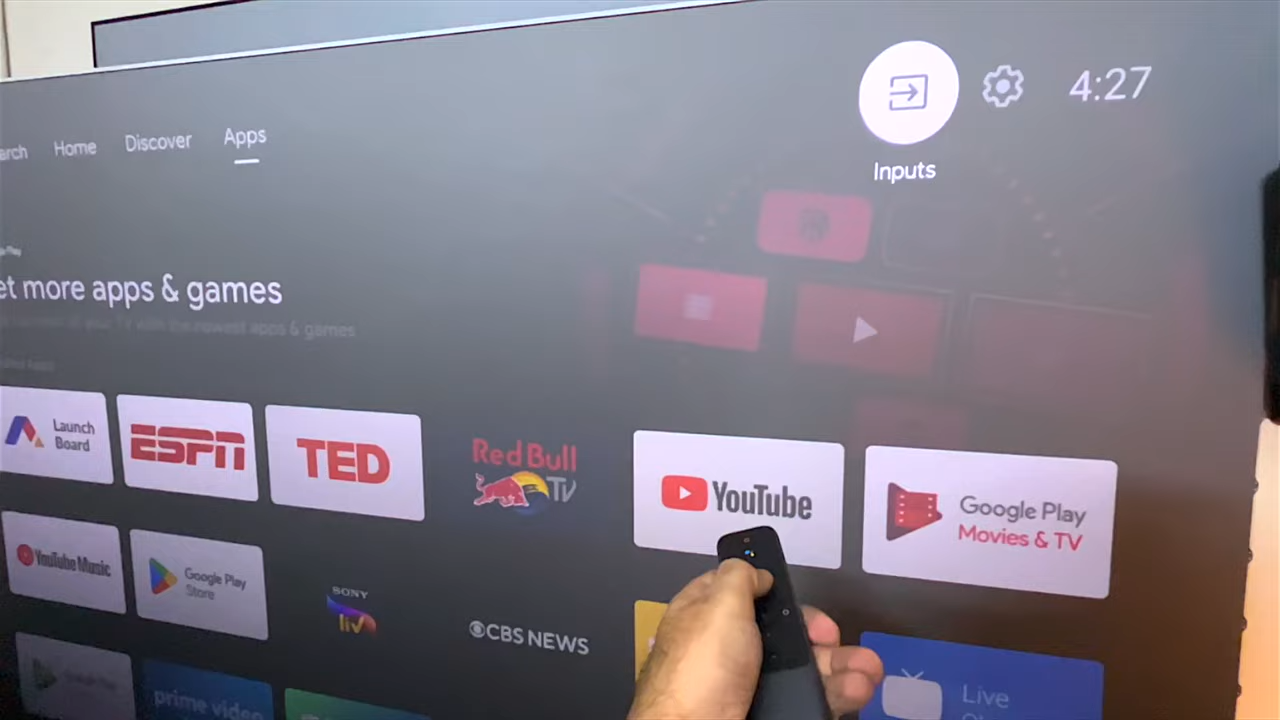 4:27
arch Home Discover Apps
Inputs
et more apps & games
Launch
Board
ESPN
TED
Red Bull
TV
YouTube
Google Play
Movies & TV
YouTube Music
Google Play
Store
SONY
liv
CBS NEWS
prime video
Live